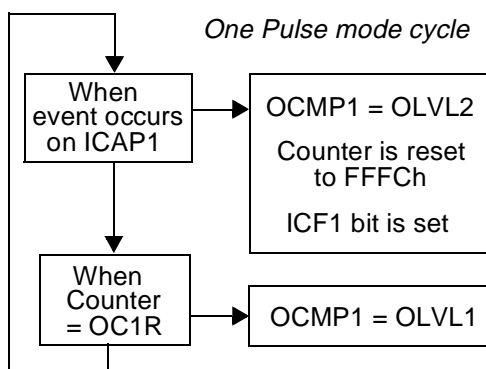 One Pulse mode cycle
When
event occurs
on ICAP1
OCMP1 = OLVL2
Counter is reset
to FFFCh
ICF1 bit is set
When
Counter
= OC1R
OCMP1 = OLVL1